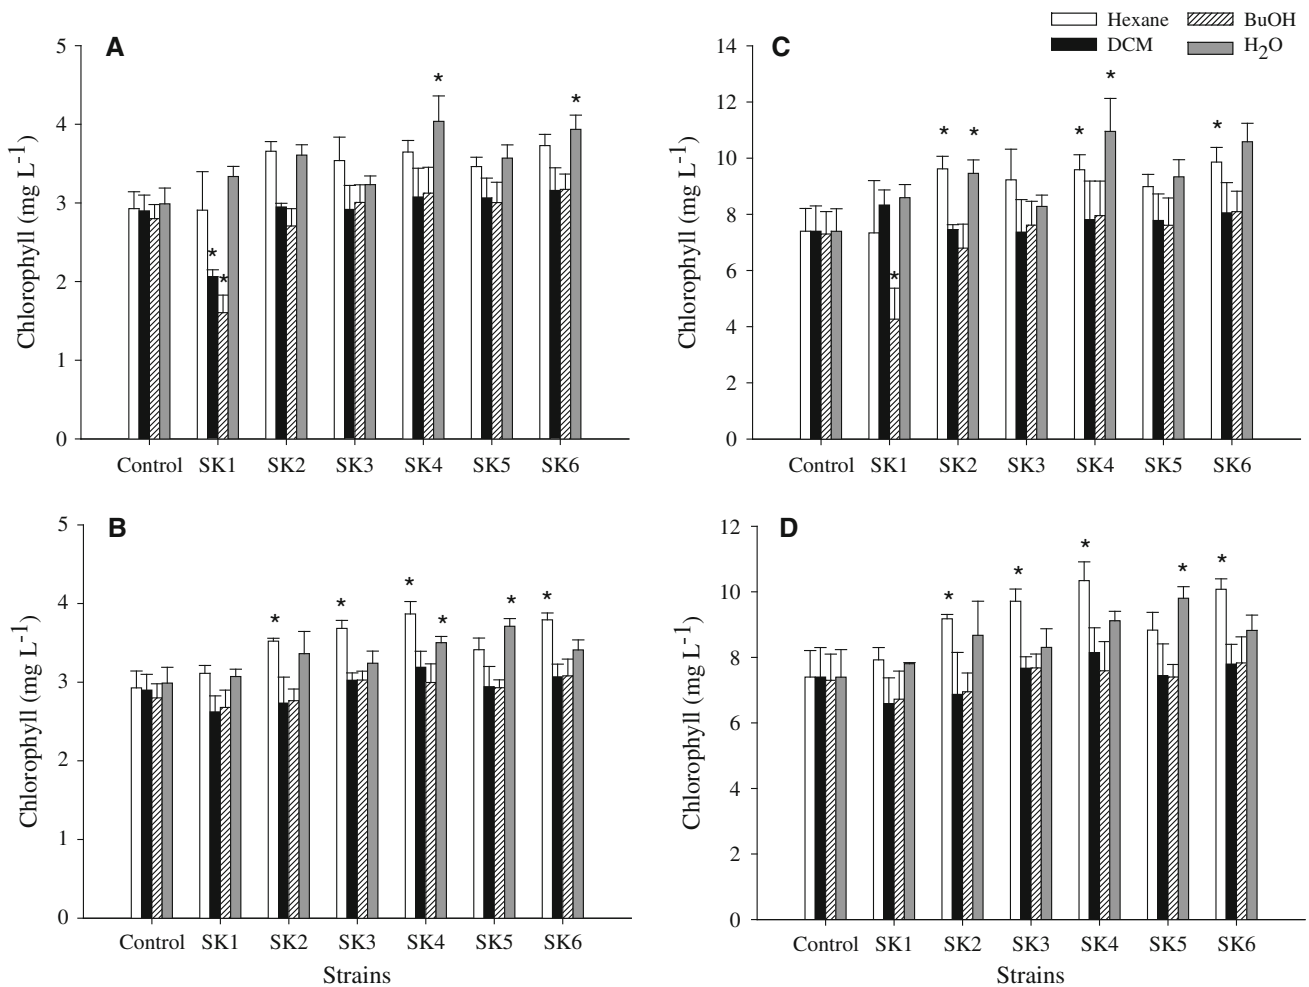 Hexane BuOH
DCM H2O
A
5
4
3
2
1
0
Chlorophyll (mg L-1)
* * * *
Control SK1 SK2 SK3 SK4 SK5 SK6
C
14
12
10
8
6
4
2
0
Chlorophyll (mg L-1)
* * * * * *
Control SK1 SK2 SK3 SK4 SK5 SK6
B
5
4
3
2
1
0
Chlorophyll (mg L-1)
* * * * * *
Control SK1 SK2 SK3 SK4 SK5 SK6
Strains
D
12
10
8
6
4
2
0
Chlorophyll (mg L-1)
* * * * *
Control SK1 SK2 SK3 SK4 SK5 SK6
Strains